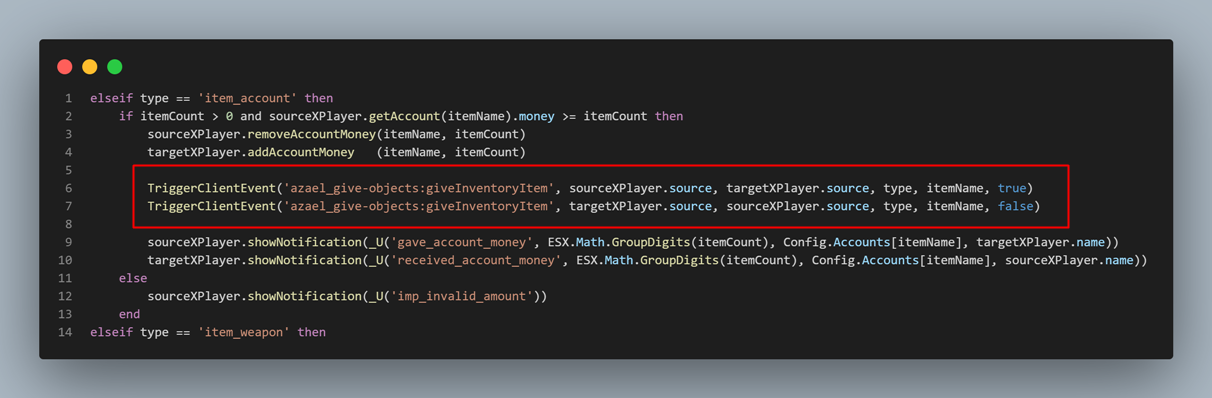 1 elseif type == 'item_account' then
2     if itemCount > 0 and sourceXPlayer.getAccount(itemName).money >= itemCount then
3         sourceXPlayer.removeAccountMoney(itemName, itemCount)
4         targetXPlayer.addAccountMoney   (itemName, itemCount)
5
6         TriggerClientEvent('azael_give-objects:giveInventoryItem', sourceXPlayer.source, targetXPlayer.source, type, itemName, true)
7         TriggerClientEvent('azael_give-objects:giveInventoryItem', targetXPlayer.source, sourceXPlayer.source, type, itemName, false)
8
9         sourceXPlayer.showNotification(_U('gave_account_money', ESX.Math.GroupDigits(itemCount), Config.Accounts[itemName], targetXPlayer.name))
10         targetXPlayer.showNotification(_U('received_account_money', ESX.Math.GroupDigits(itemCount), Config.Accounts[itemName], sourceXPlayer.name))
11     else
12         sourceXPlayer.showNotification(_U('imp_invalid_amount'))
13     end
14 elseif type == 'item_weapon' then